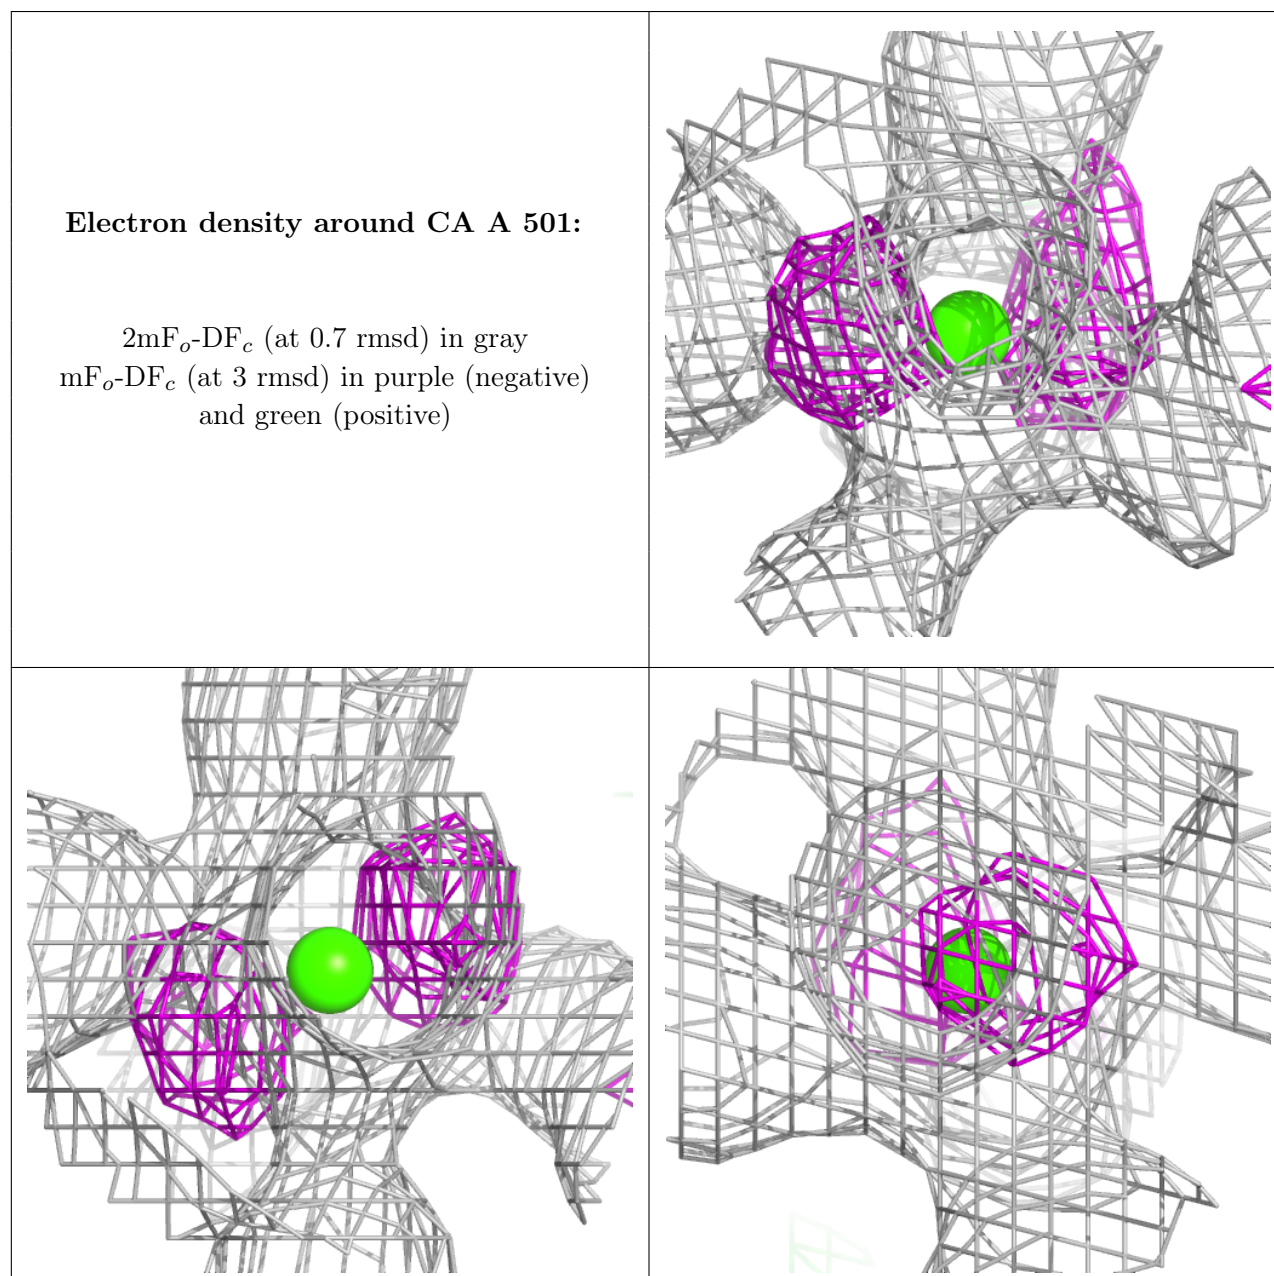 Electron density around CA A 501:
2mFo-DFc (at 0.7 rmsd) in gray
mFo-DFc (at 3 rmsd) in purple (negative)
and green (positive)